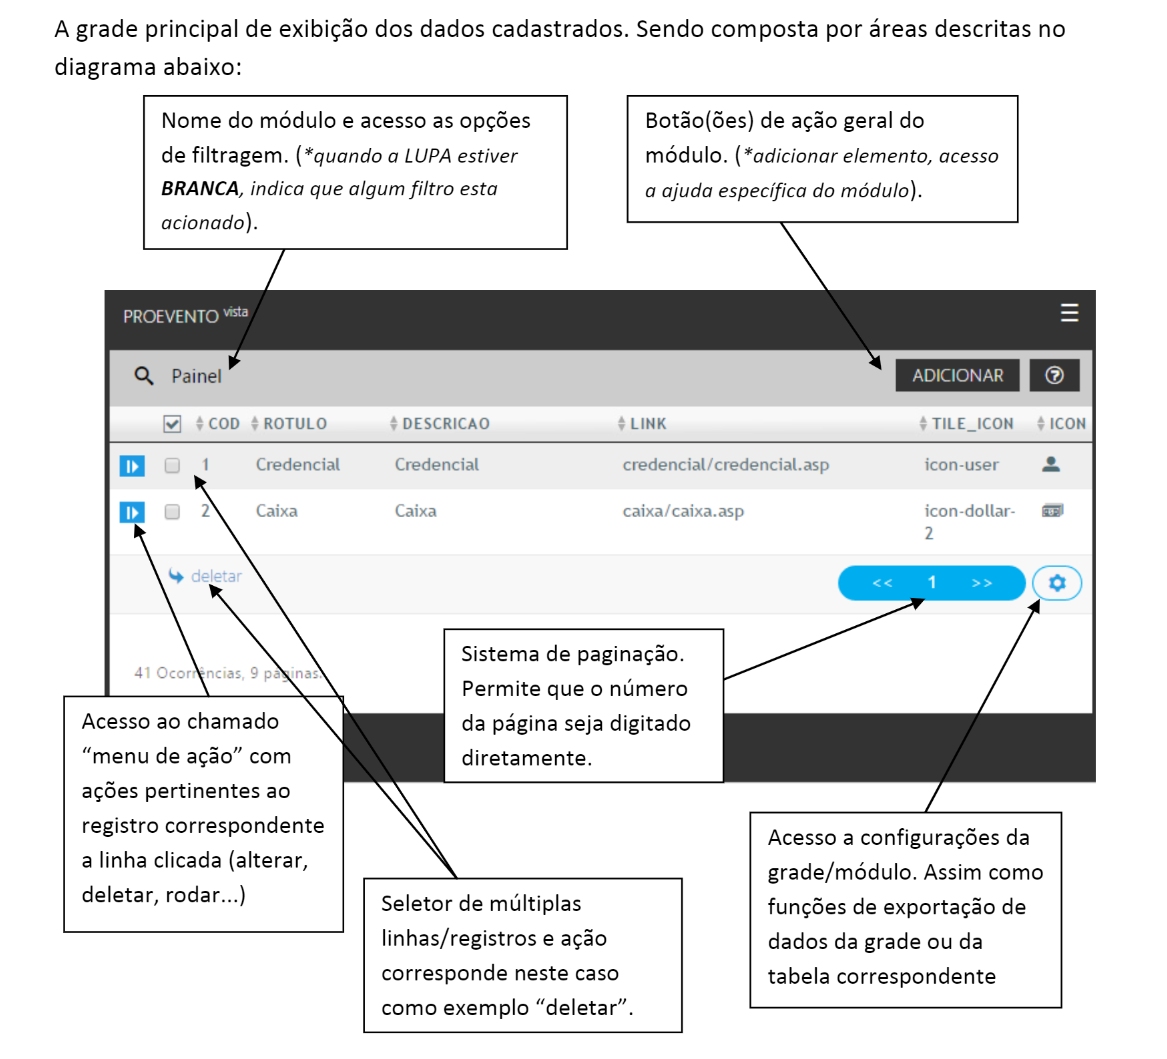 A grade principal de exibição dos dados cadastrados. Sendo composta por áreas descritas no
diagrama abaixo:
Nome do módulo e acesso as opções
de filtragem. (*quando a LUPA estiver
BRANCA, indica que algum filtro esta
acionado).
Botão(ões) de ação geral do
módulo. (*adicionar elemento, acesso
a ajuda específica do módulo).
PROEVENTO vista
Painel
ADICIONAR
?
COD ROTULO DESCRICAO LINK TILE_ICON ICON
1 Credencial Credencial credencial/credencial.asp icon-user
2 Caixa Caixa caixa/caixa.asp icon-dollar-
2
deletar
<< 1 >>
41 Ocorrências, 9 páginas.
Sistema de paginação.
Permite que o número
da página seja digitado
diretamente.
Acesso ao chamado
“menu de ação” com
ações pertinentes ao
registro correspondente
a linha clicada (alterar,
deletar, rodar...)
Seletor de múltiplas
linhas/registros e ação
corresponde neste caso
como exemplo “deletar”.
Acesso a configurações da
grade/módulo. Assim como
funções de exportação de
dados da grade ou da
tabela correspondente